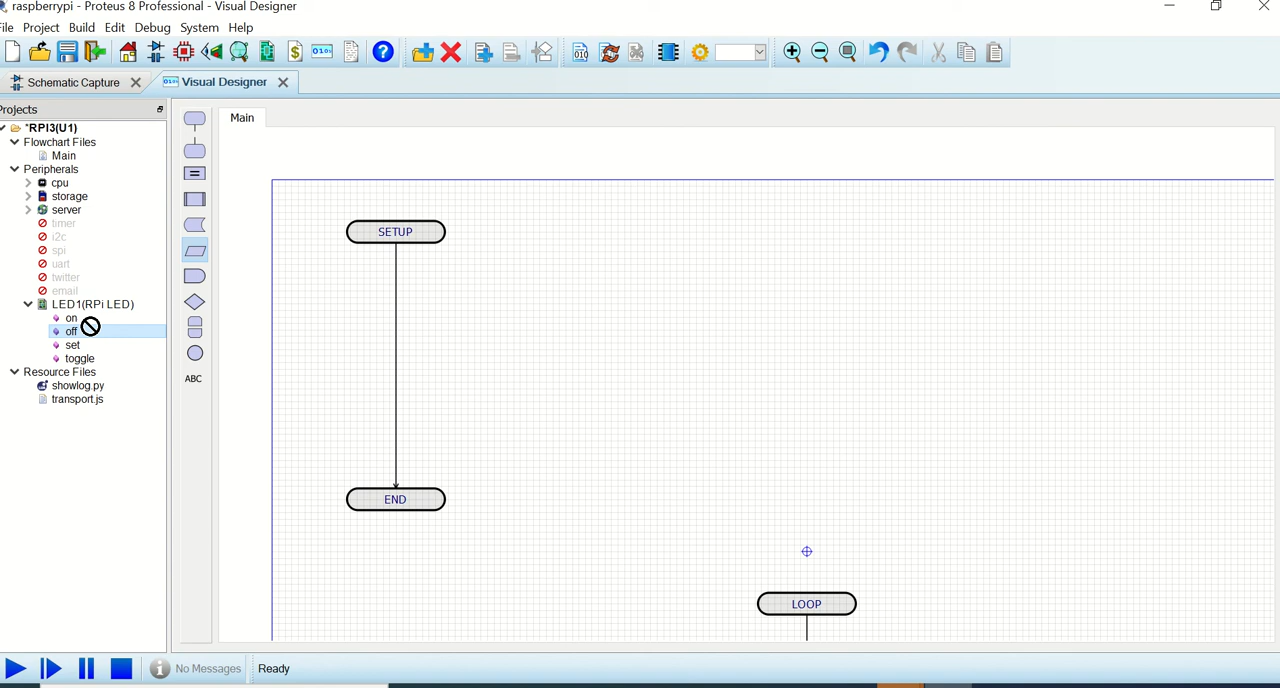 raspberrypi - Proteus 8 Professional - Visual Designer
File Project Build Edit Debug System Help
Schematic Capture Visual Designer
Projects
*RPI3(U1)
Flowchart Files
Main
Peripherals
cpu
storage
server
timer
i2c
spi
uart
twitter
email
LED1(RPi LED)
on
off
set
toggle
Resource Files
showlog.py
transport.js
ABC
Main
SETUP
END
LOOP
No Messages Ready